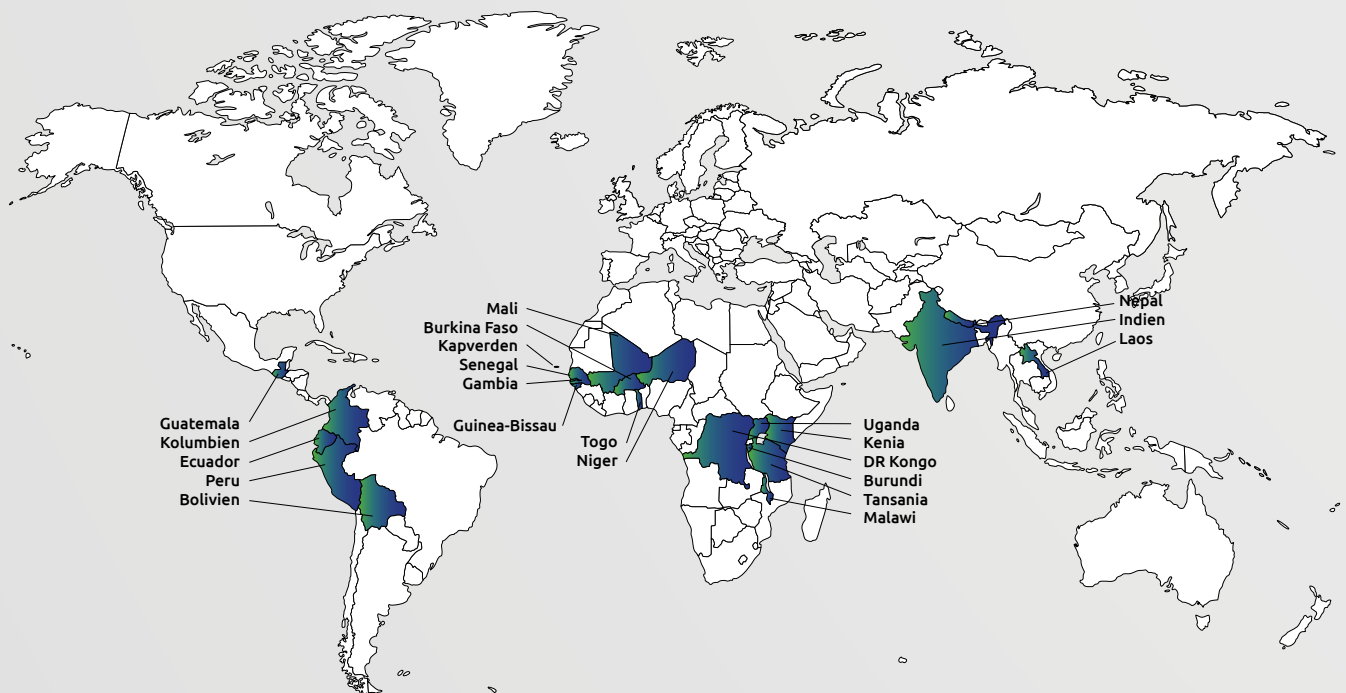 Mali
Burkina Faso
Kapverden
Senegal
Gambia
Guinea-Bissau
Togo
Niger
Guatemala
Kolumbien
Ecuador
Peru
Bolivien
Uganda
Kenia
DR Kongo
Burundi
Tansania
Malawi
Nepal
Indien
Laos